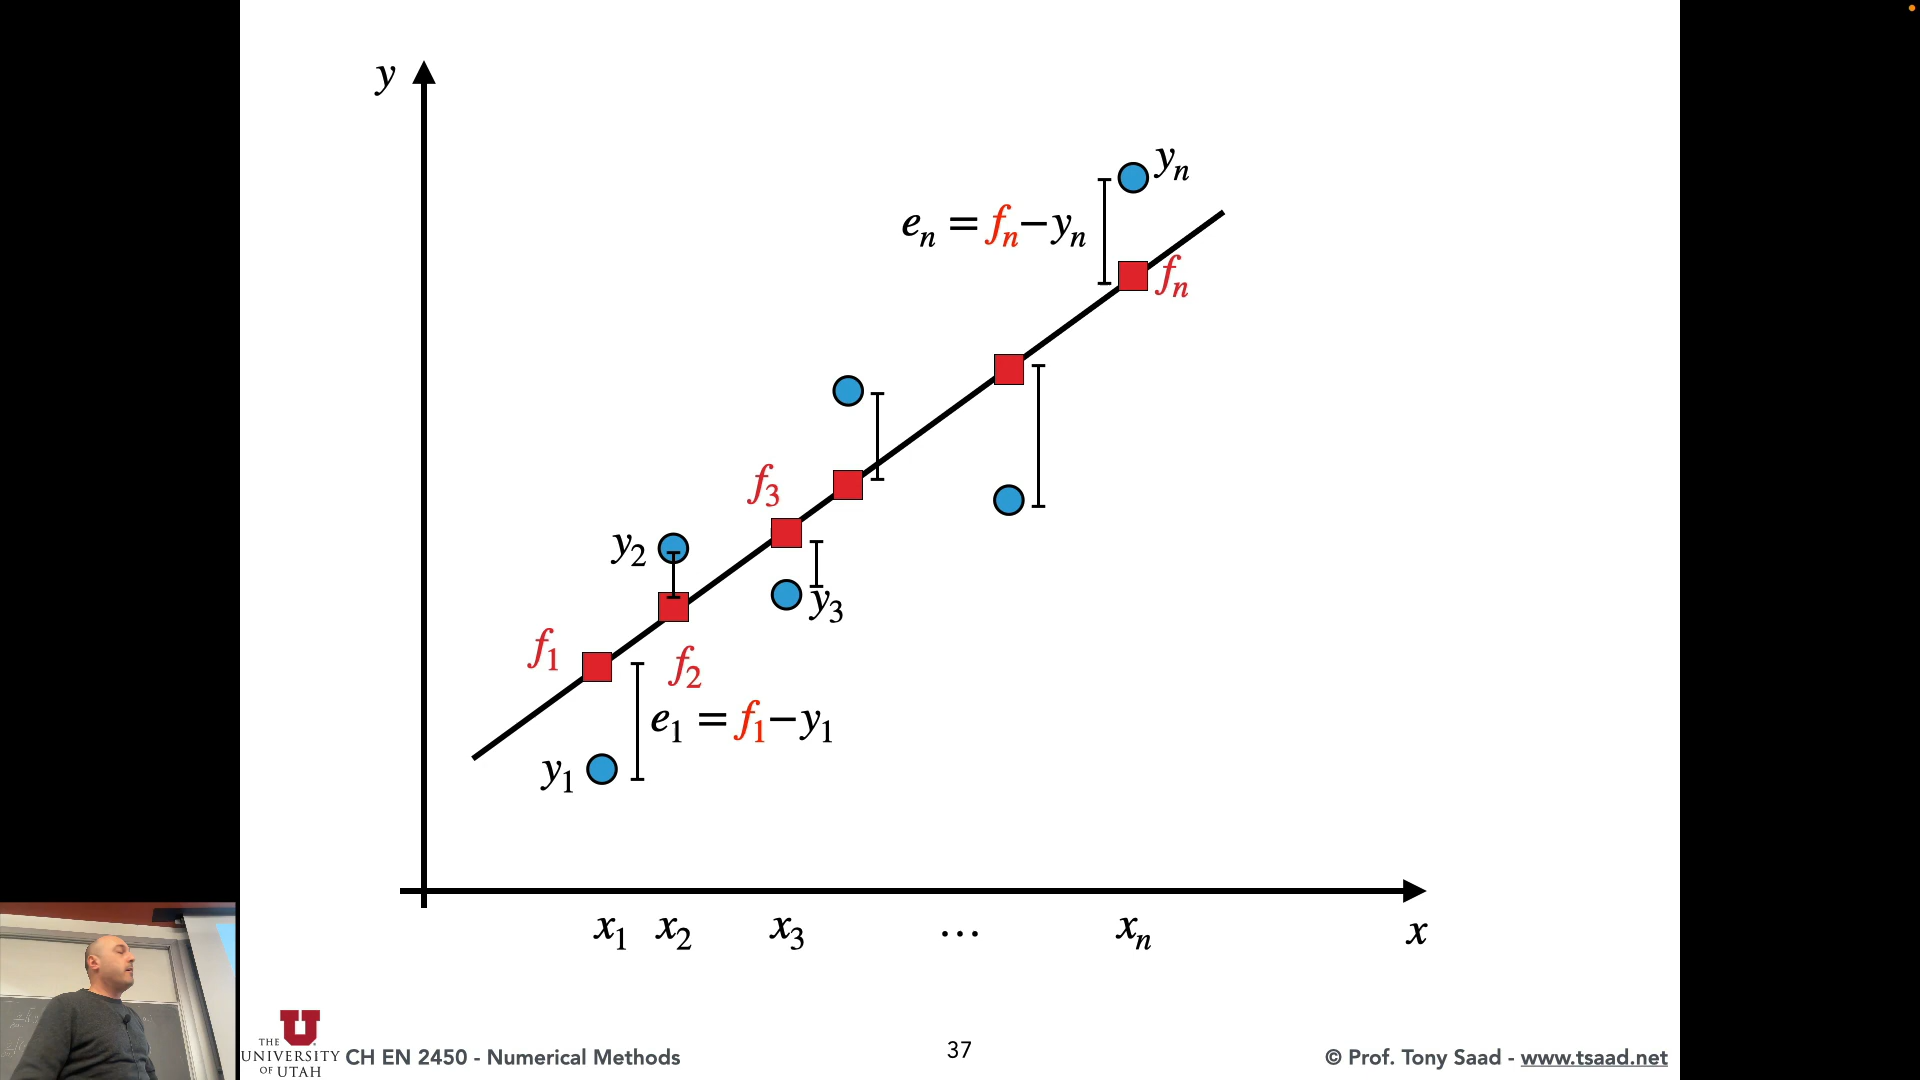 y
yₙ
eₙ = fₙ−yₙ
fₙ
f₃
y₂
y₃
f₁
f₂
e₁ = f₁−y₁
y₁
x₁ x₂ x₃ … xₙ x
THE
UNIVERSITY
OF UTAH
CH EN 2450 - Numerical Methods
37
© Prof. Tony Saad - www.tsaad.net